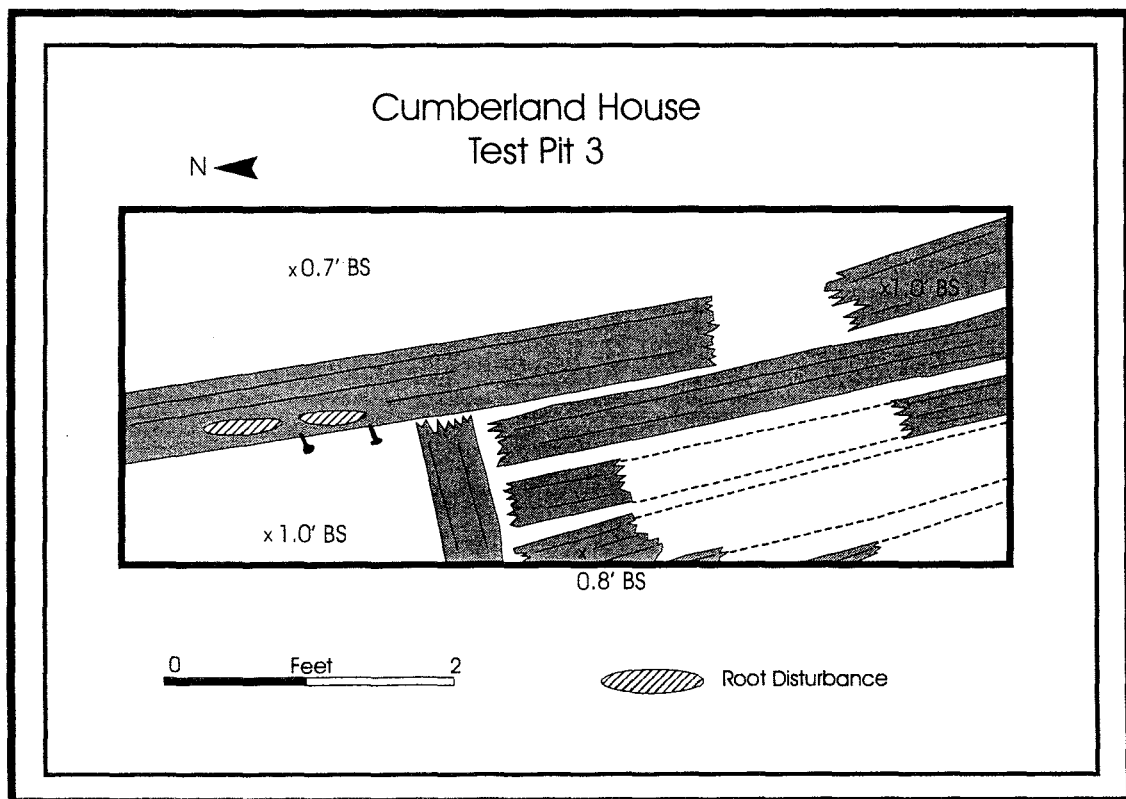 Cumberland House
Test Pit 3
N
x 0.7' BS
x 1.0' BS
x 1.0' BS
x
0.8' BS
0 Feet 2
Root Disturbance